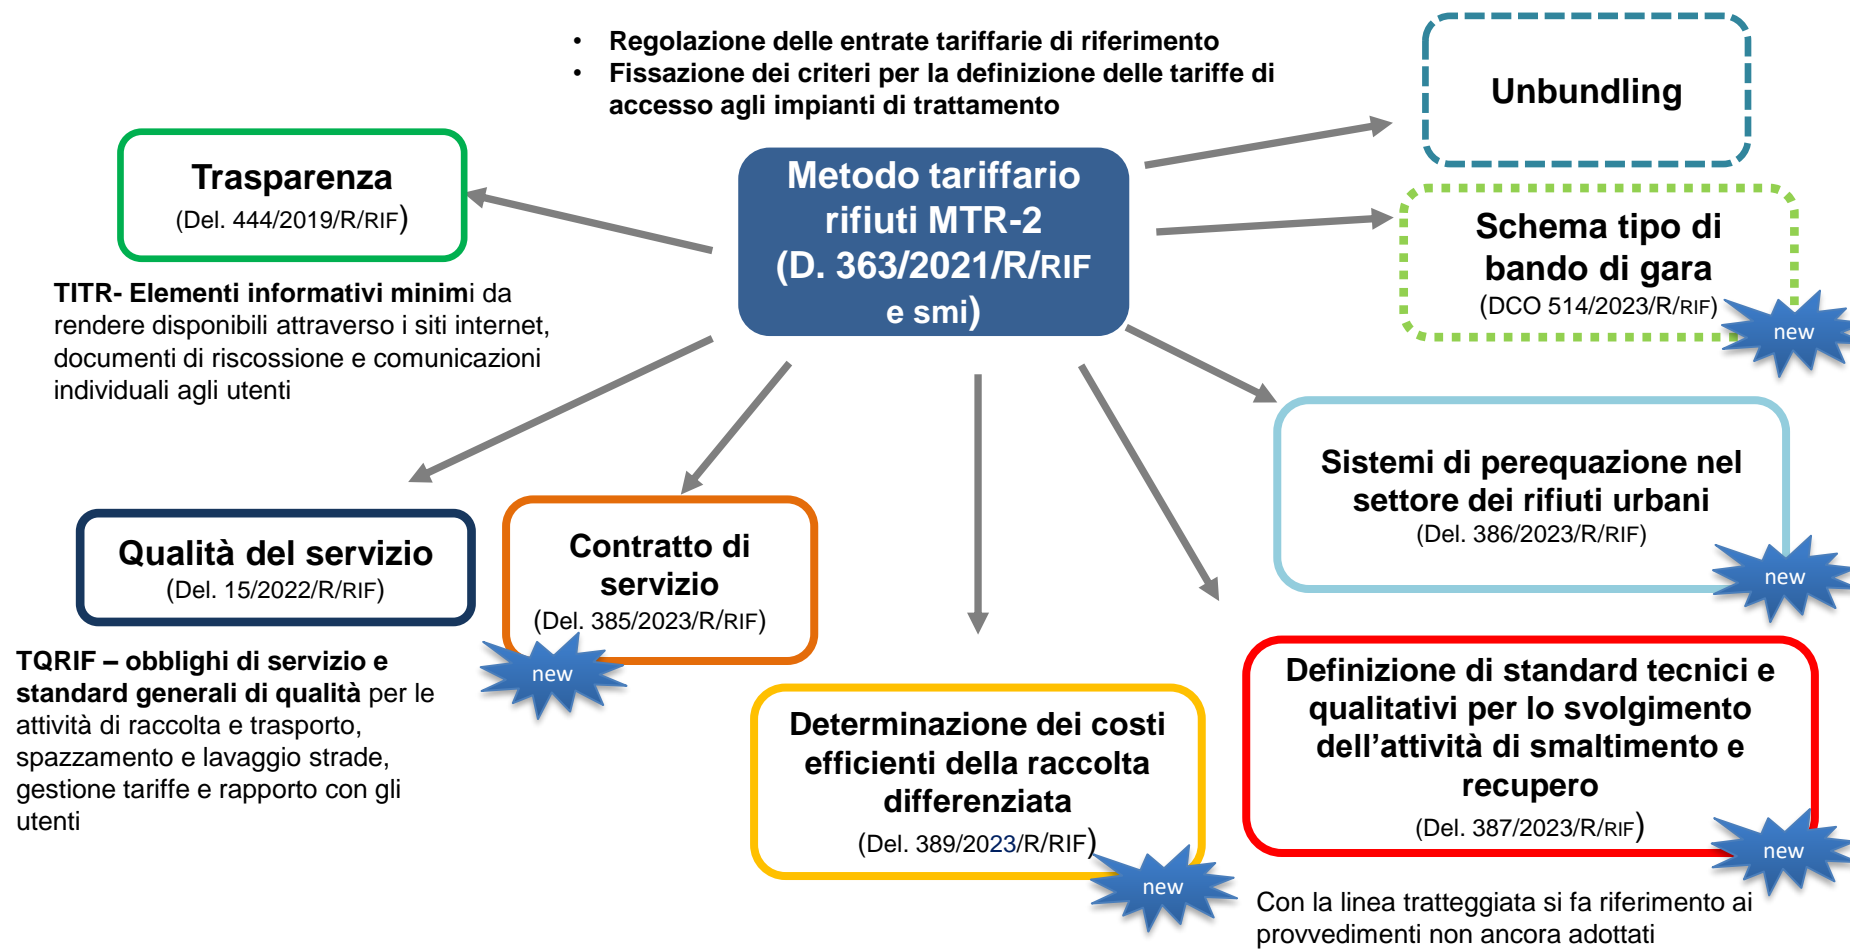 • Regolazione delle entrate tariffarie di riferimento
• Fissazione dei criteri per la definizione delle tariffe di
accesso agli impianti di trattamento
Unbundling
Trasparenza
(Del. 444/2019/R/RIF)
Metodo tariffario
rifiuti MTR-2
(D. 363/2021/R/RIF
e smi)
Schema tipo di
bando di gara
(DCO 514/2023/R/RIF)
new
TITR- Elementi informativi minimi da
rendere disponibili attraverso i siti internet,
documenti di riscossione e comunicazioni
individuali agli utenti
Sistemi di perequazione nel
settore dei rifiuti urbani
(Del. 386/2023/R/RIF)
new
Qualità del servizio
(Del. 15/2022/R/RIF)
Contratto di
servizio
(Del. 385/2023/R/RIF)
new
TQRIF – obblighi di servizio e
standard generali di qualità per le
attività di raccolta e trasporto,
spazzamento e lavaggio strade,
gestione tariffe e rapporto con gli
utenti
Determinazione dei costi
efficienti della raccolta
differenziata
(Del. 389/2023/R/RIF)
new
Definizione di standard tecnici e
qualitativi per lo svolgimento
dell’attività di smaltimento e
recupero
(Del. 387/2023/R/RIF)
new
Con la linea tratteggiata si fa riferimento ai
provvedimenti non ancora adottati